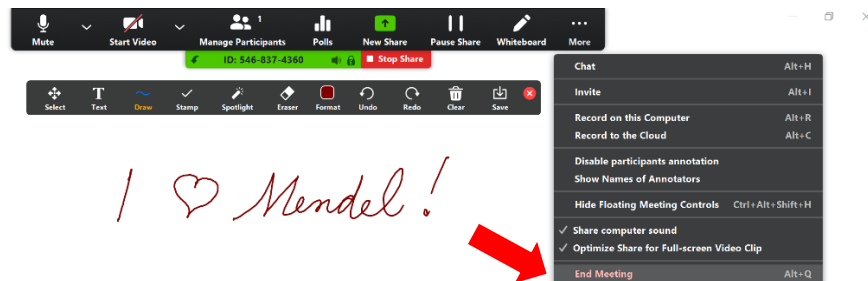 1
Mute Start Video Manage Participants Polls New Share Pause Share Whiteboard More
ID: 546-837-4360 Stop Share
Chat Alt+H
Select Text Draw Stamp Spotlight Eraser Format Undo Redo Clear Save
Invite Alt+I
Record on this Computer Alt+R
Record to the Cloud Alt+C
Disable participants annotation
Show Names of Annotators
I ♡ Mendel!
Hide Floating Meeting Controls Ctrl+Alt+Shift+H
Share computer sound
Optimize Share for Full-screen Video Clip
End Meeting Alt+Q